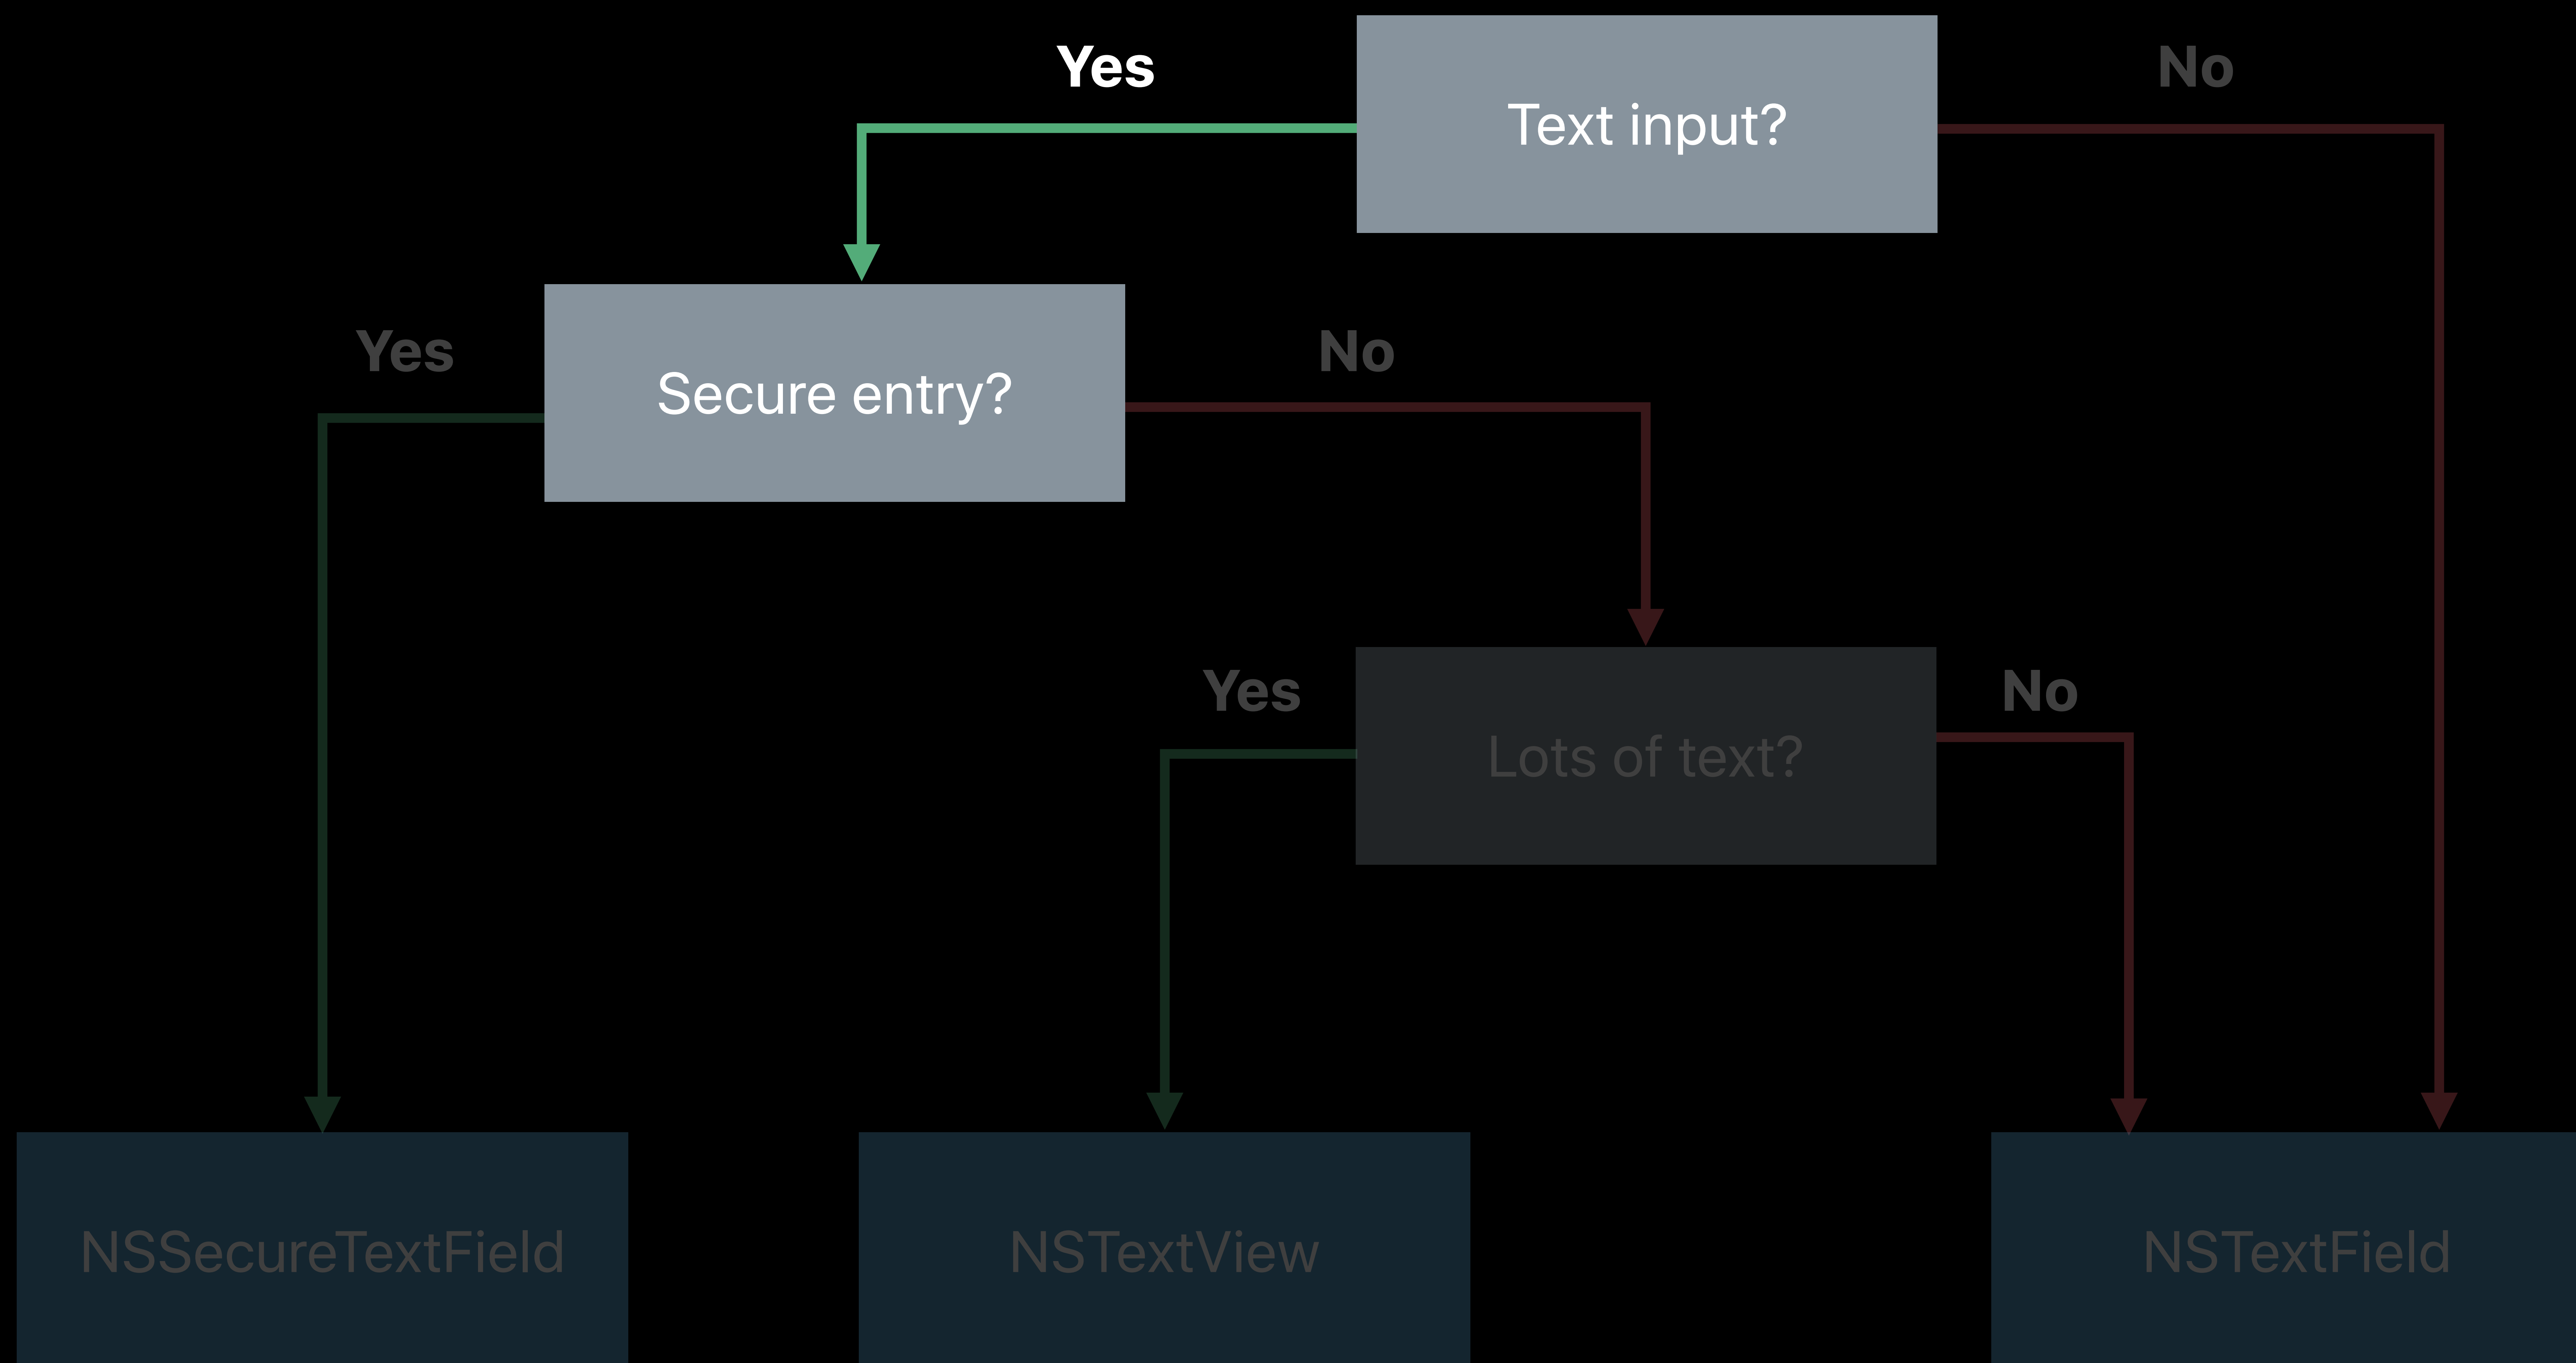 Yes
Text input?
No
Yes
Secure entry?
No
Yes
Lots of text?
No
NSSecureTextField
NSTextView
NSTextField